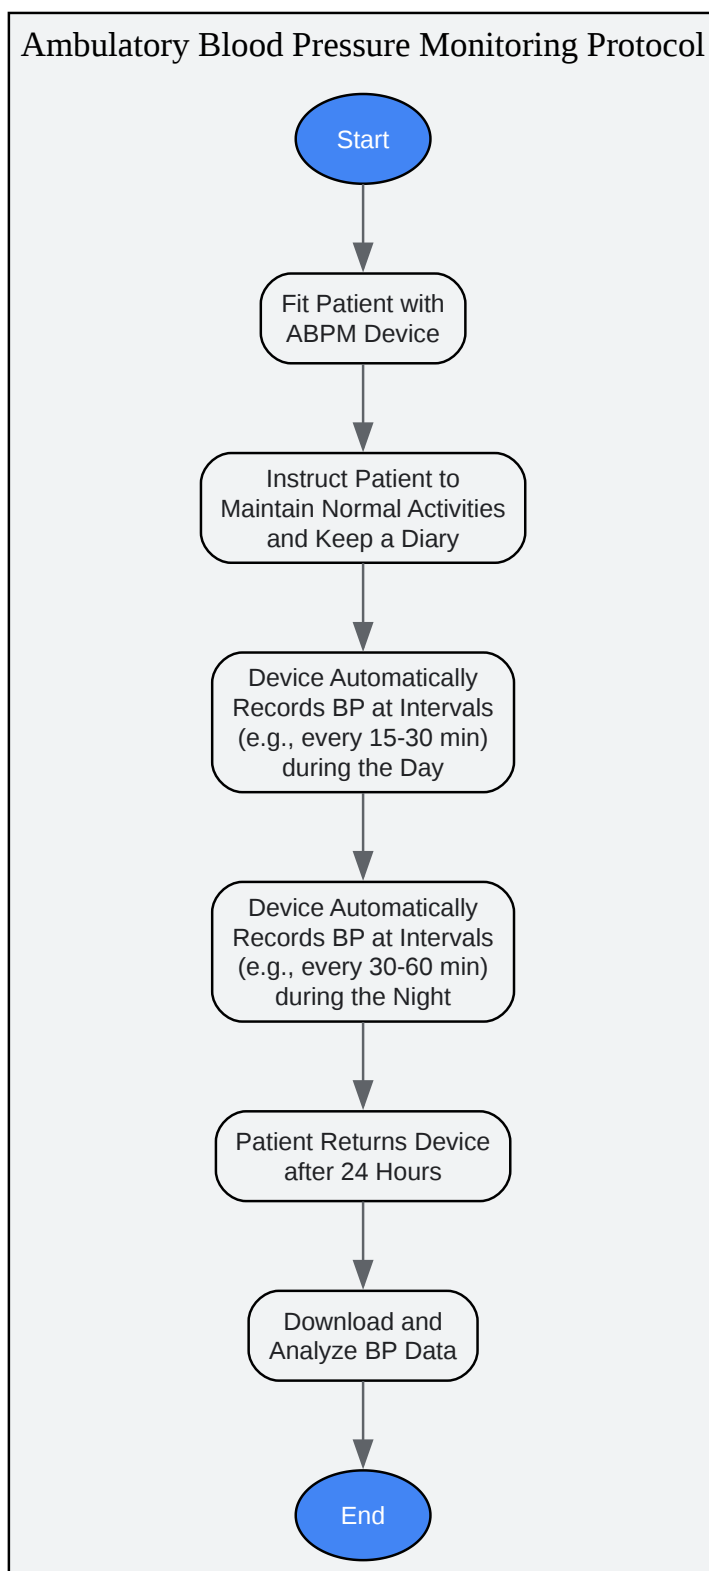 Ambulatory Blood Pressure Monitoring Protocol
Start
Fit Patient with
ABPM Device
Instruct Patient to
Maintain Normal Activities
and Keep a Diary
Device Automatically
Records BP at Intervals
(e.g., every 15-30 min)
during the Day
Device Automatically
Records BP at Intervals
(e.g., every 30-60 min)
during the Night
Patient Returns Device
after 24 Hours
Download and
Analyze BP Data
End